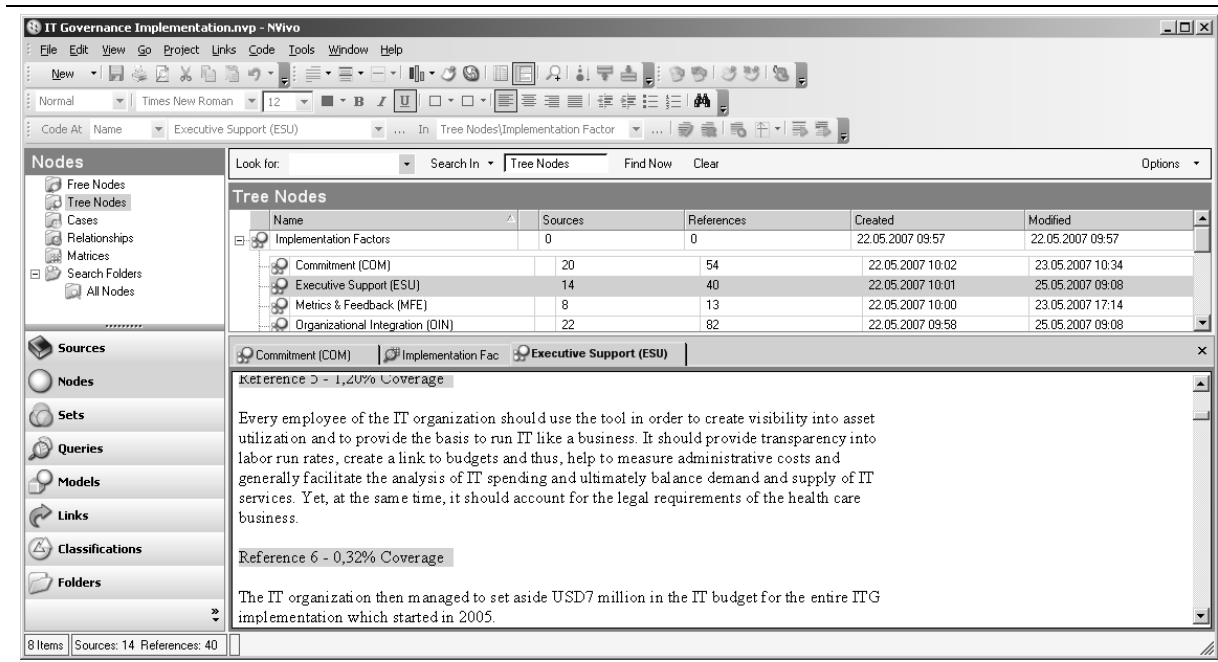 IT Governance Implementation.nvp - NVivo
File Edit View Go Project Links Code Tools Window Help
New
Normal Times New Roman 12 B I U
Code At Name Executive Support (ESU) ... In Tree Nodes\Implementation Factor ...
Nodes
Free Nodes
Tree Nodes
Cases
Relationships
Matrices
Search Folders
All Nodes
Sources
Nodes
Sets
Queries
Models
Links
Classifications
Folders
Look for: Search In Tree Nodes Find Now Clear Options
Tree Nodes
Name Sources References Created Modified
Implementation Factors 0 0 22.05.2007 09:57 22.05.2007 09:57
Commitment (COM) 20 54 22.05.2007 10:02 23.05.2007 10:34
Executive Support (ESU) 14 40 22.05.2007 10:01 25.05.2007 09:08
Metrics & Feedback (MFE) 8 13 22.05.2007 10:00 23.05.2007 17:14
Organizational Integration (OIN) 22 82 22.05.2007 09:58 25.05.2007 09:08
Commitment (COM) Implementation Fac Executive Support (ESU)
Reference 5 - 1,20% Coverage
Every employee of the IT organization should use the tool in order to create visibility into asset
utilization and to provide the basis to run IT like a business. It should provide transparency into
labor run rates, create a link to budgets and thus, help to measure administrative costs and
generally facilitate the analysis of IT spending and ultimately balance demand and supply of IT
services. Yet, at the same time, it should account for the legal requirements of the health care
business.
Reference 6 - 0,32% Coverage
The IT organization then managed to set aside USD7 million in the IT budget for the entire ITG
implementation which started in 2005.
8 Items Sources: 14 References: 40